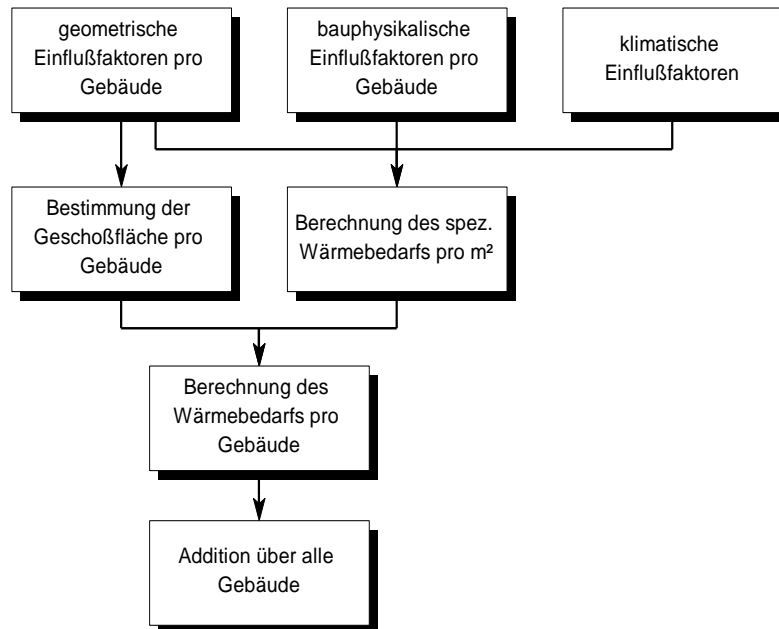 geometrische
Einflußfaktoren pro
Gebäude
bauphysikalische
Einflußfaktoren pro
Gebäude
klimatische
Einflußfaktoren
Bestimmung der
Geschoßfläche pro
Gebäude
Berechnung des spez.
Wärmebedarfs pro m²
Berechnung des
Wärmebedarfs pro
Gebäude
Addition über alle
Gebäude